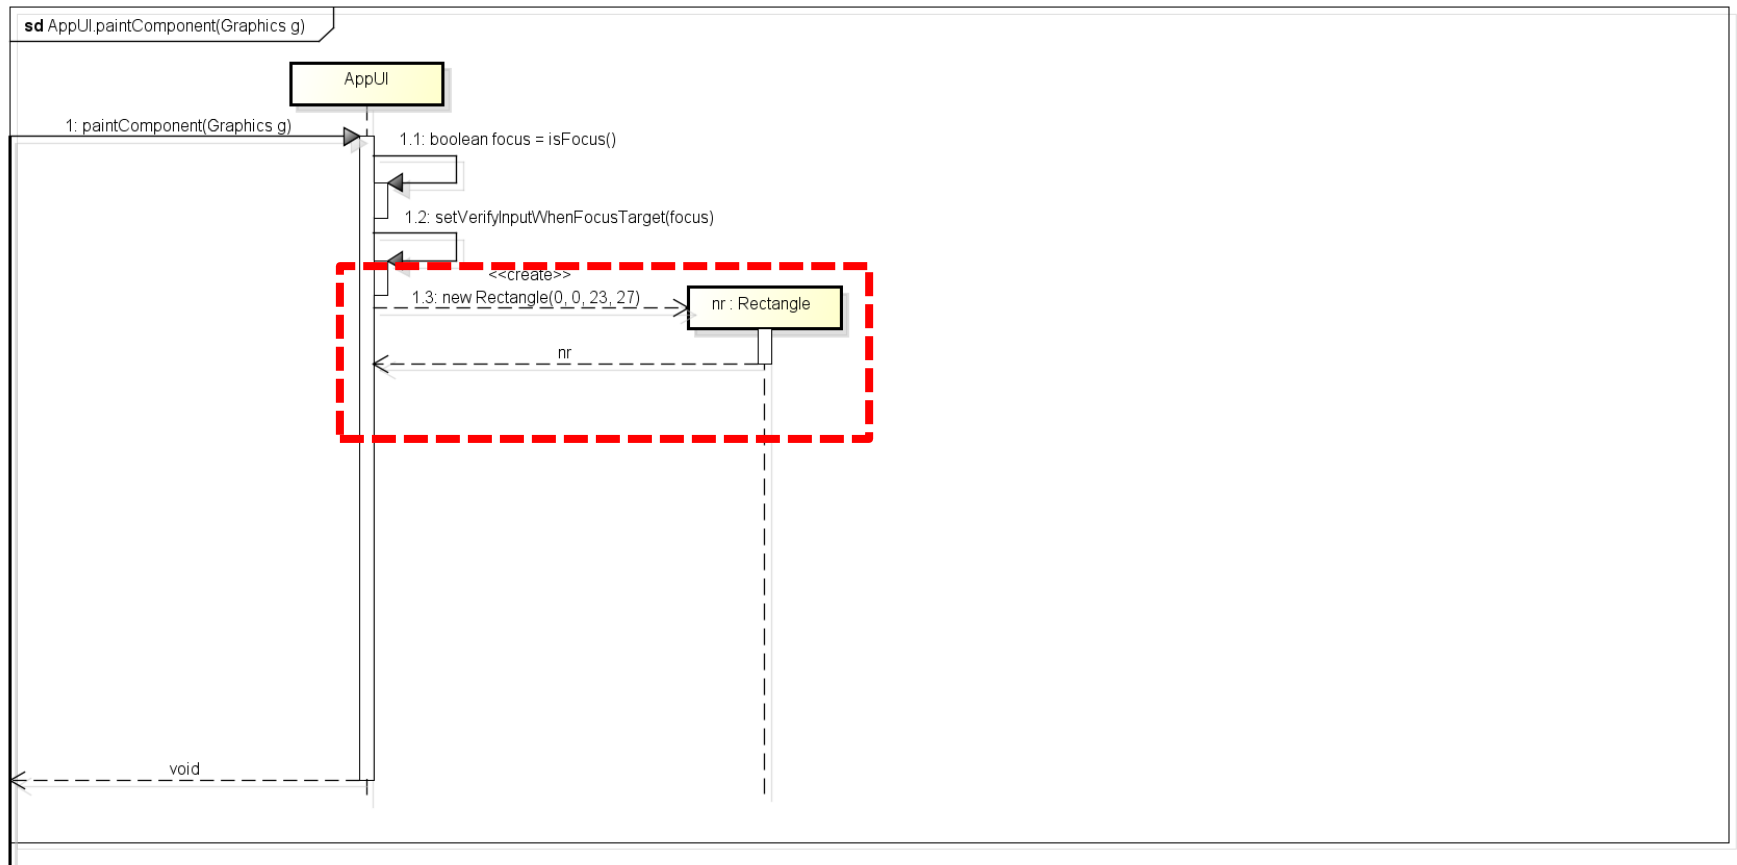 sd AppUI.paintComponent(Graphics g)
AppUI
1: paintComponent(Graphics g)
1.1: boolean focus = isFocus()
1.2: setVerifyInputWhenFocusTarget(focus)
<<create>>
1.3: new Rectangle(0, 0, 23, 27)
nr : Rectangle
nr
void